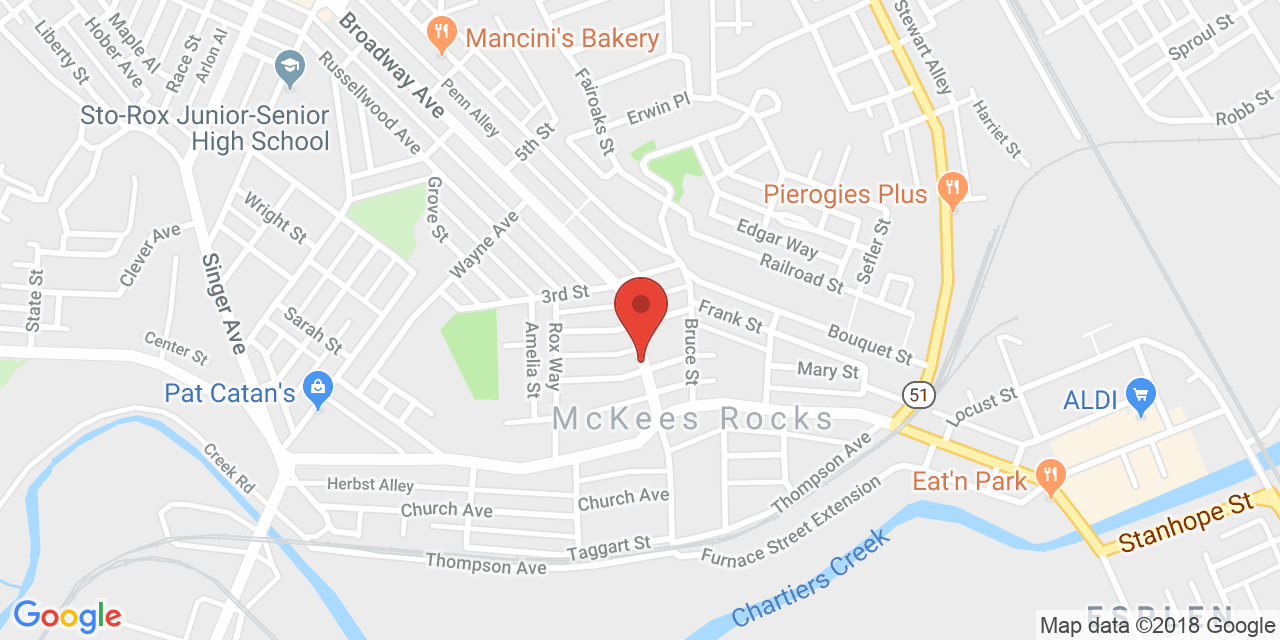 Liberty St
Hober Ave
Maple Al
Race St
Arlon Al
Broadway Ave
Mancini's Bakery
Stewart Alley
Sproul St
Robb St
Sto-Rox Junior-Senior
High School
Russellwood Ave
Penn Alley
5th St
Fairoaks St
Erwin Pl
Harriet St
Pierogies Plus
Wright St
Grove St
Wayne Ave
Clever Ave
Edgar Way
Railroad St
Sefler St
State St
Singer Ave
Sarah St
Center St
3rd St
Amelia St
Rox Way
Bruce St
Frank St
Bouquet St
Mary St
Pat Catan's
51
Locust St
ALDI
McKees Rocks
Thompson Ave
Eat'n Park
Creek Rd
Herbst Alley
Church Ave
Church Ave
Furnace Street Extension
Stanhope St
Thompson Ave
Taggart St
Chartiers Creek
ESPLEN
Google
Map data ©2018 Google